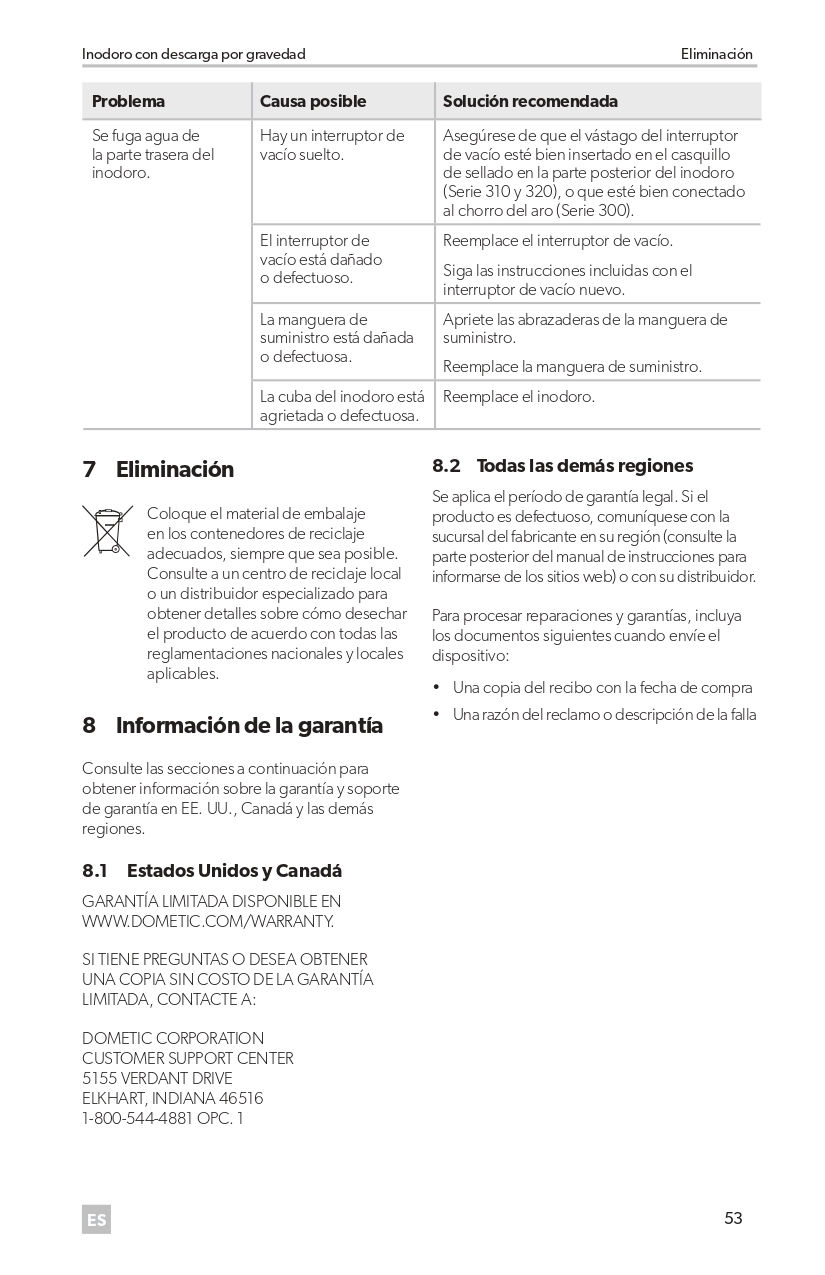 Inodoro con descarga por gravedad
Eliminación
Problema
Causa posible
Solución recomendada
Se fuga agua de
la parte trasera del
inodoro.
Hay un interruptor de
vacío suelto.
Asegúrese de que el vástago del interruptor
de vacío esté bien insertado en el casquillo
de sellado en la parte posterior del inodoro
(Serie 310 y 320), o que esté bien conectado
al chorro del aro (Serie 300).
El interruptor de
vacío está dañado
o defectuoso.
Reemplace el interruptor de vacío.
Siga las instrucciones incluidas con el
interruptor de vacío nuevo.
La manguera de
suministro está dañada
o defectuosa.
Apriete las abrazaderas de la manguera de
suministro.
Reemplace la manguera de suministro.
La cuba del inodoro está
agrietada o defectuosa.
Reemplace el inodoro.
7 Eliminación
Coloque el material de embalaje
en los contenedores de reciclaje
adecuados, siempre que sea posible.
Consulte a un centro de reciclaje local
o un distribuidor especializado para
obtener detalles sobre cómo desechar
el producto de acuerdo con todas las
reglamentaciones nacionales y locales
aplicables.
8 Información de la garantía
Consulte las secciones a continuación para
obtener información sobre la garantía y soporte
de garantía en EE. UU., Canadá y las demás
regiones.
8.1 Estados Unidos y Canadá
GARANTÍA LIMITADA DISPONIBLE EN
WWW.DOMETIC.COM/WARRANTY.
SI TIENE PREGUNTAS O DESEA OBTENER
UNA COPIA SIN COSTO DE LA GARANTÍA
LIMITADA, CONTACTE A:
DOMETIC CORPORATION
CUSTOMER SUPPORT CENTER
5155 VERDANT DRIVE
ELKHART, INDIANA 46516
1-800-544-4881 OPC. 1
8.2 Todas las demás regiones
Se aplica el período de garantía legal. Si el
producto es defectuoso, comuníquese con la
sucursal del fabricante en su región (consulte la
parte posterior del manual de instrucciones para
informarse de los sitios web) o con su distribuidor.
Para procesar reparaciones y garantías, incluya
los documentos siguientes cuando envíe el
dispositivo:
• Una copia del recibo con la fecha de compra
• Una razón del reclamo o descripción de la falla
ES
53